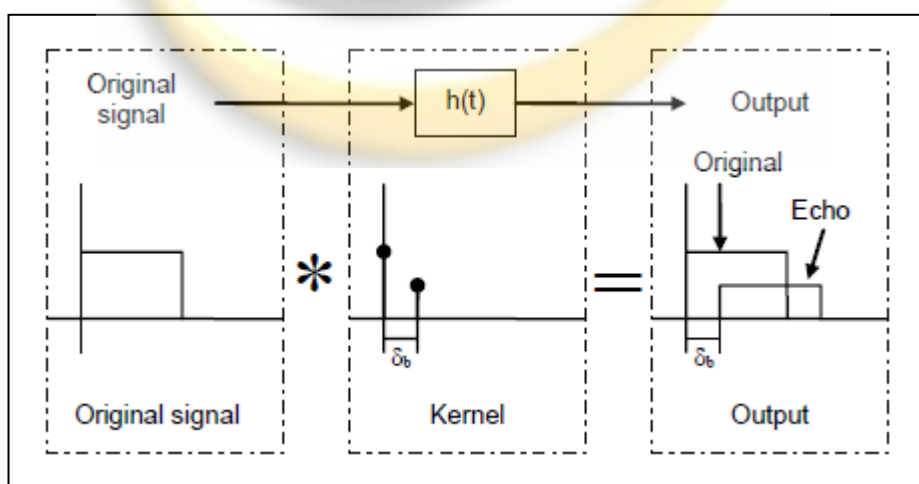 Original
signal
h(t)
Output
Original
Echo
*
=
δb
δb
Original signal
Kernel
Output